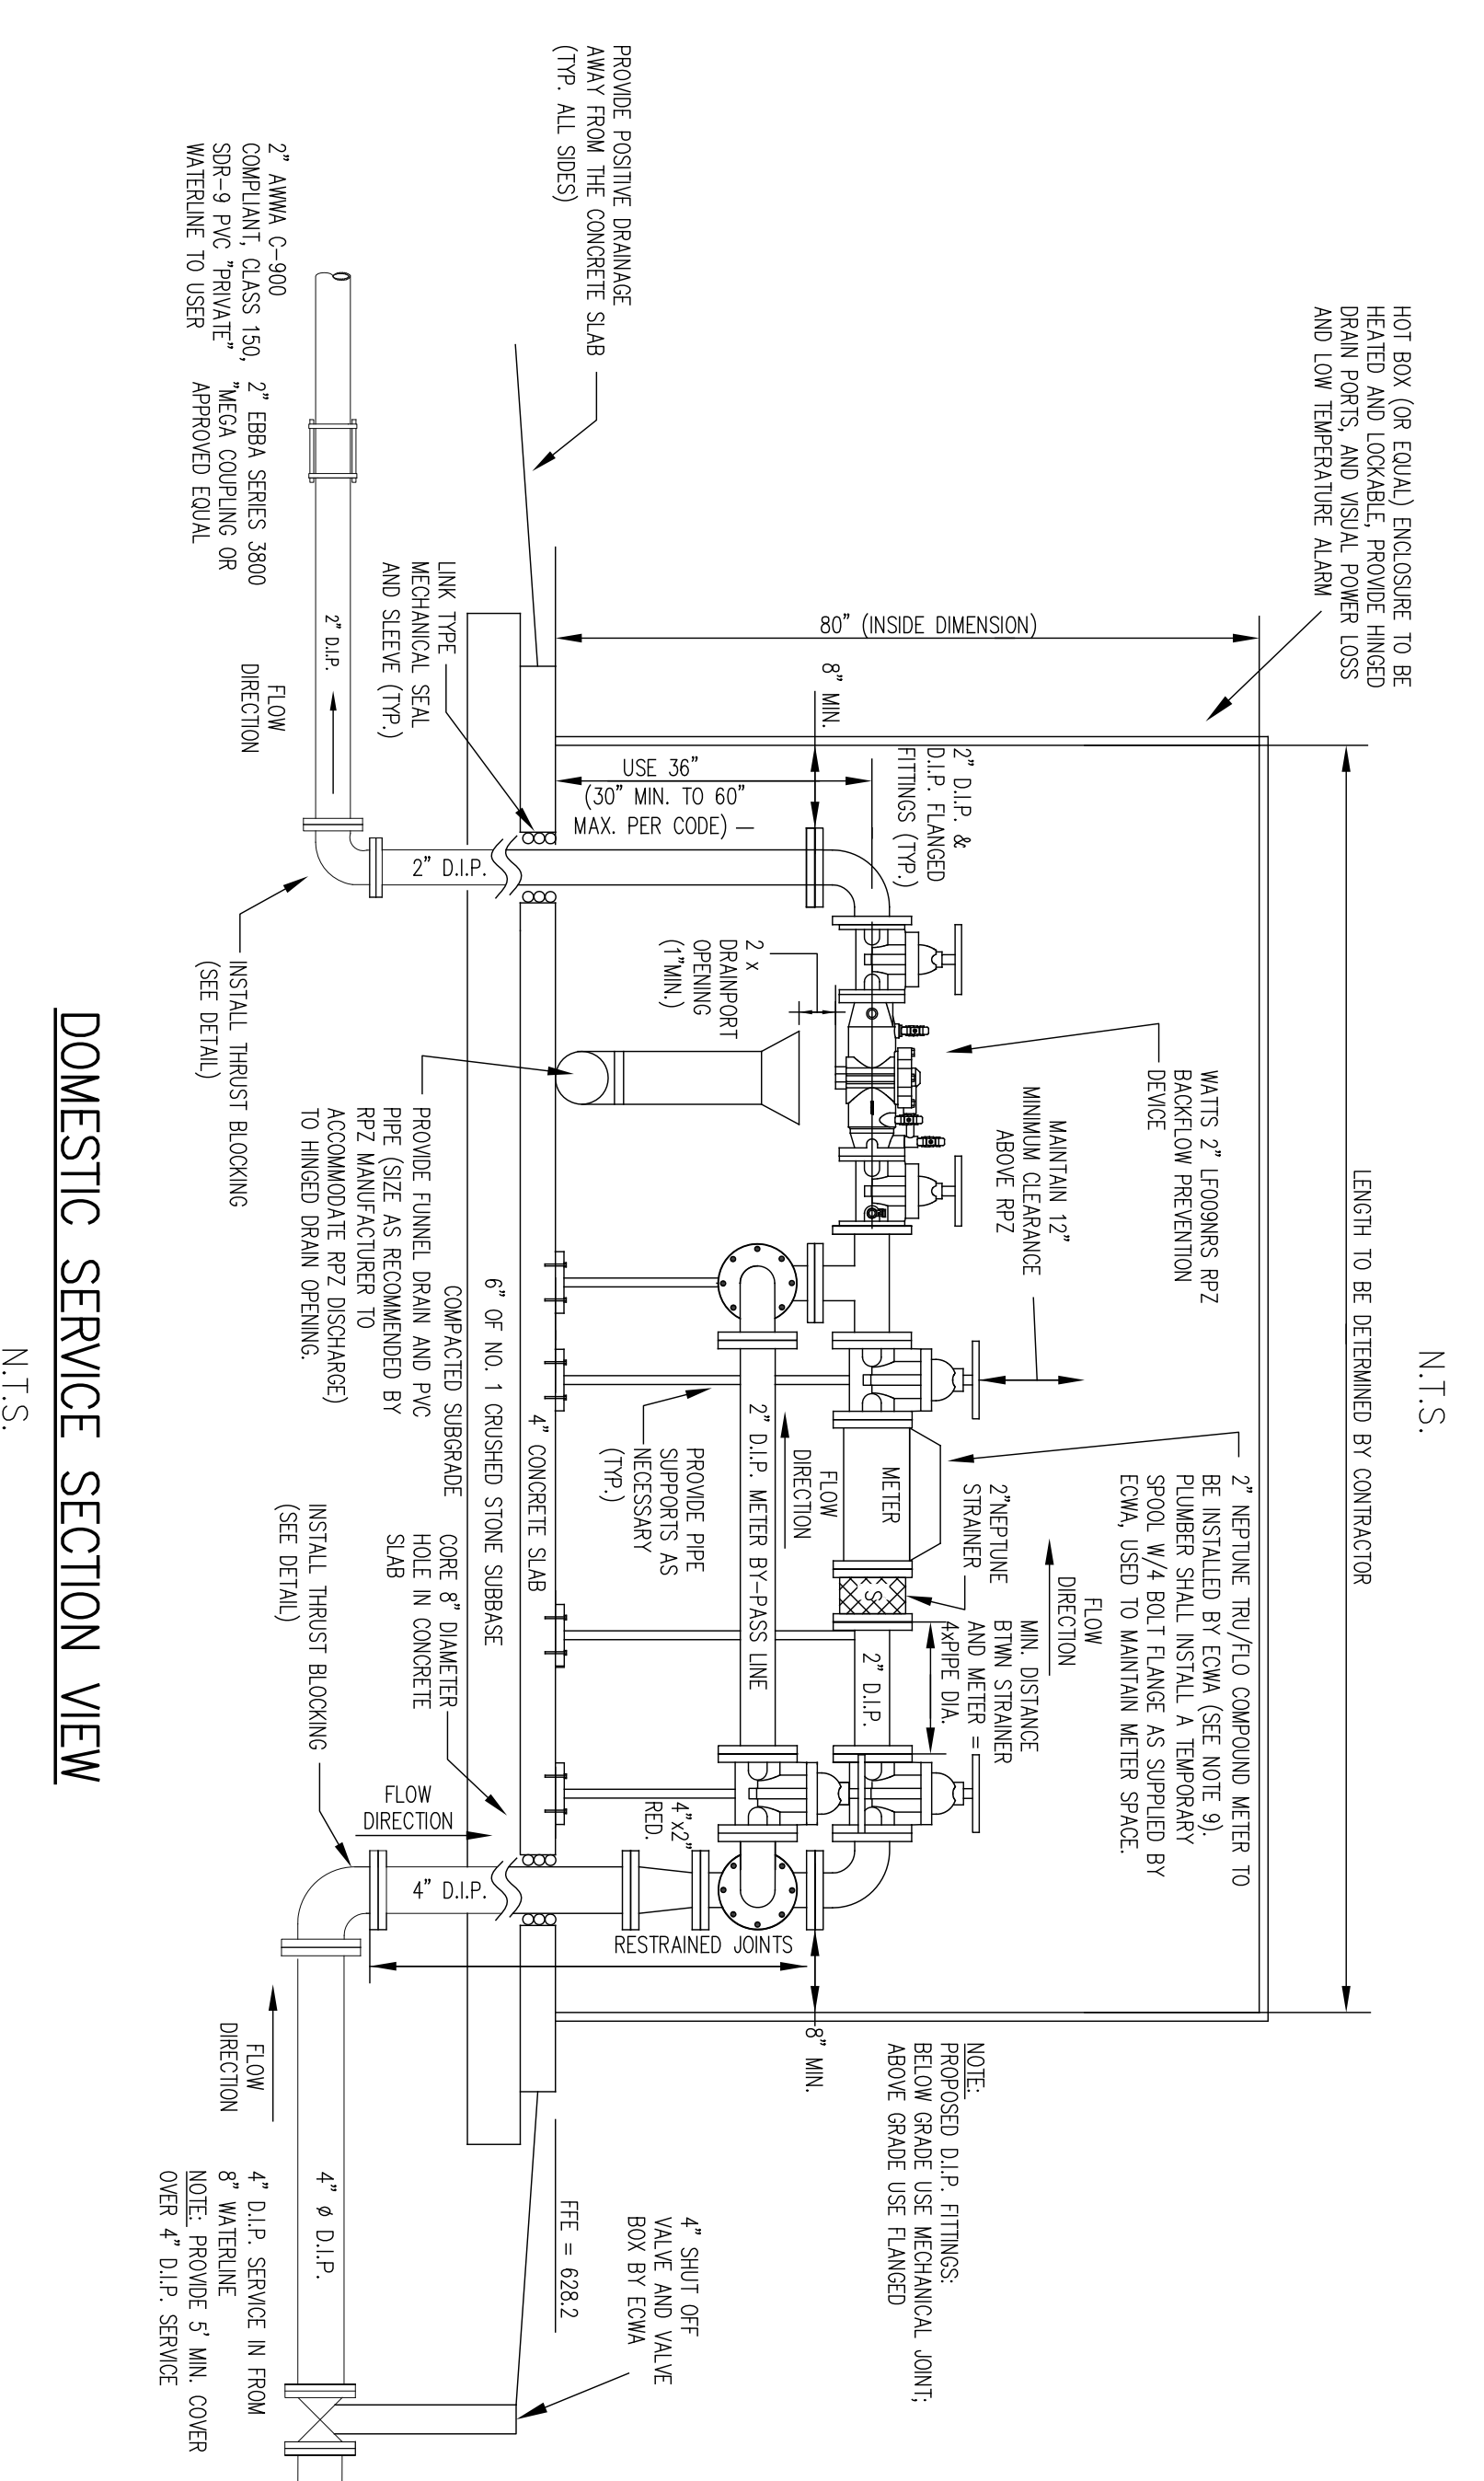 N.T.S.
HOT BOX (OR EQUAL) ENCLOSURE TO BE
HEATED AND LOCKABLE, PROVIDE HINGED
DRAIN PORTS, AND VISUAL POWER LOSS
AND LOW TEMPERATURE ALARM
LENGTH TO BE DETERMINED BY CONTRACTOR
80" (INSIDE DIMENSION)
8" MIN.
USE 36"
(30" MIN. TO 60"
MAX. PER CODE)
2" D.I.P. &
D.I.P. FLANGED
FITTINGS (TYP.)
WATTS 2" LF009NRS RPZ
BACKFLOW PREVENTION
DEVICE
MAINTAIN 12"
MINIMUM CLEARANCE
ABOVE RPZ
2" NEPTUNE TRU/FLO COMPOUND METER TO
BE INSTALLED BY ECWA (SEE NOTE 9).
PLUMBER SHALL INSTALL A TEMPORARY
SPOOL W/4 BOLT FLANGE AS SUPPLIED BY
ECWA, USED TO MAINTAIN METER SPACE.
FLOW
DIRECTION
2"NEPTUNE
STRAINER
MIN. DISTANCE
BTWN STRAINER
AND METER =
4xPIPE DIA.
METER
S
2" D.I.P.
FLOW
DIRECTION
2" D.I.P. METER BY-PASS LINE
2 x
DRAINPORT
OPENING
(1"MIN.)
PROVIDE PIPE
SUPPORTS AS
NECESSARY
(TYP.)
4"x2"
RED.
RESTRAINED JOINTS
8" MIN.
NOTE:
PROPOSED D.I.P. FITTINGS:
BELOW GRADE USE MECHANICAL JOINT;
ABOVE GRADE USE FLANGED
4" SHUT OFF
VALVE AND VALVE
BOX BY ECWA
FFE = 628.2
PROVIDE POSITIVE DRAINAGE
AWAY FROM THE CONCRETE SLAB
(TYP. ALL SIDES)
4" CONCRETE SLAB
6" OF NO. 1 CRUSHED STONE SUBBASE
COMPACTED SUBGRADE
LINK TYPE
MECHANICAL SEAL
AND SLEEVE (TYP.)
2" D.I.P.
PROVIDE FUNNEL DRAIN AND PVC
PIPE (SIZE AS RECOMMENDED BY
RPZ MANUFACTURER TO
ACCOMMODATE RPZ DISCHARGE)
TO HINGED DRAIN OPENING.
CORE 8" DIAMETER
HOLE IN CONCRETE
SLAB
FLOW
DIRECTION
4" D.I.P.
2" D.I.P.
4" Ø D.I.P.
FLOW
DIRECTION
2" AWWA C-900
COMPLIANT, CLASS 150,
SDR-9 PVC "PRIVATE"
WATERLINE TO USER
2" EBBA SERIES 3800
"MEGA COUPLING OR
APPROVED EQUAL
INSTALL THRUST BLOCKING
(SEE DETAIL)
INSTALL THRUST BLOCKING
(SEE DETAIL)
FLOW
DIRECTION
4" D.I.P. SERVICE IN FROM
8" WATERLINE
NOTE: PROVIDE 5' MIN. COVER
OVER 4" D.I.P. SERVICE
DOMESTIC SERVICE SECTION VIEW
N.T.S.